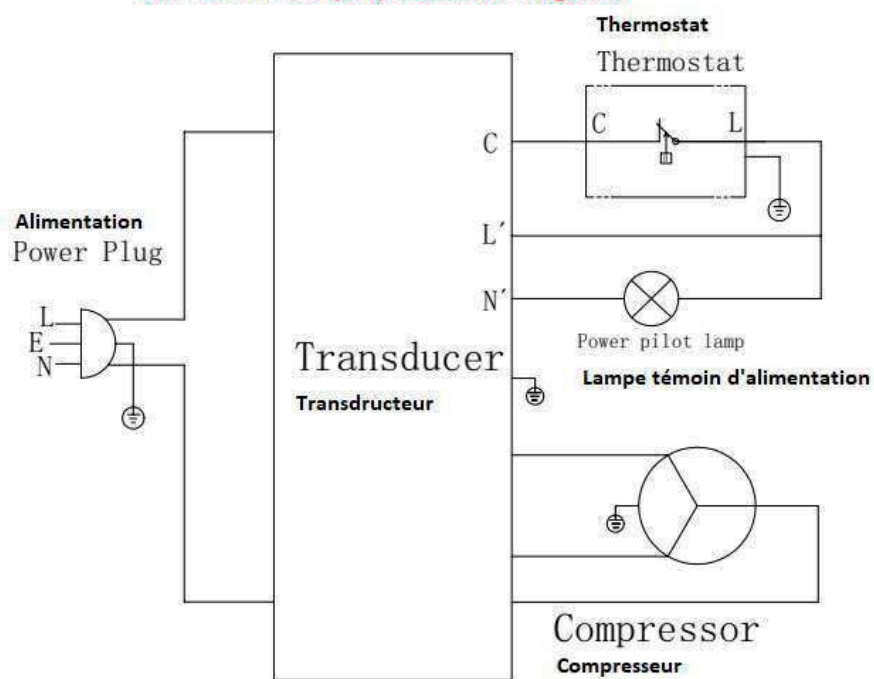 Thermostat
Thermostat
C
L
C
Alimentation
Power Plug
L'
L
E
N
N'
Power pilot lamp
Lampe témoin d'alimentation
Transducer
Transdructeur
Compressor
Compresseur